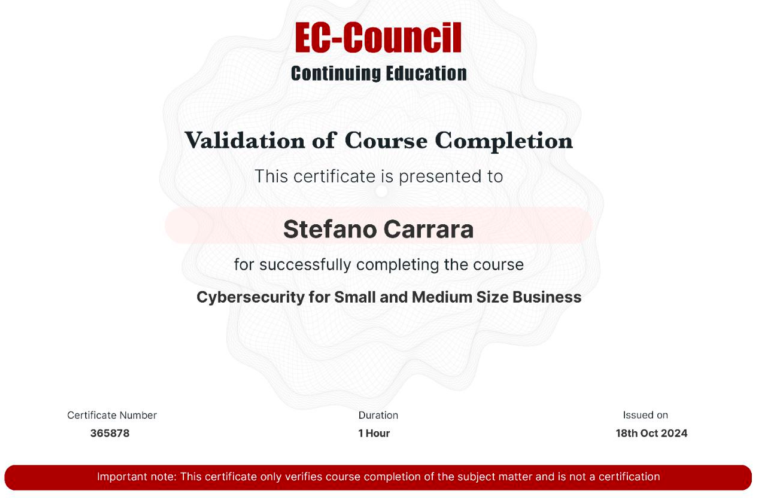 EC-Council
Continuing Education
Validation of Course Completion
This certificate is presented to
Stefano Carrara
for successfully completing the course
Cybersecurity for Small and Medium Size Business
Certificate Number
365878
Duration
1 Hour
Issued on
18th Oct 2024
Important note: This certificate only verifies course completion of the subject matter and is not a certification